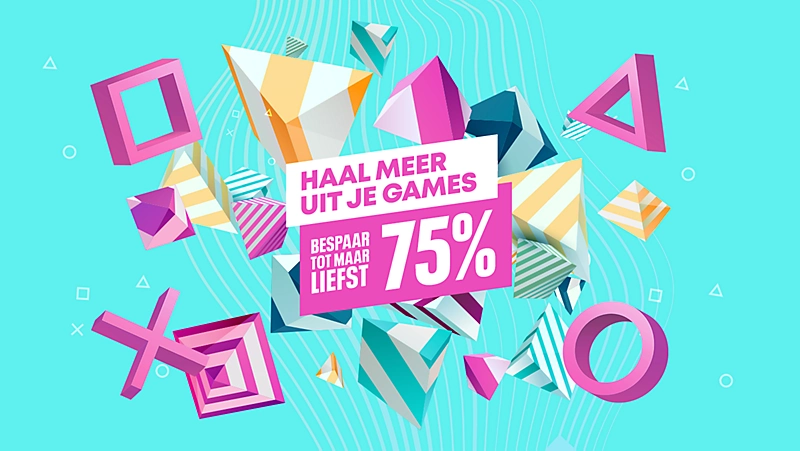 HAAL MEER
UIT JE GAMES
BESPAAR
TOT MAAR
LIEFST
75%